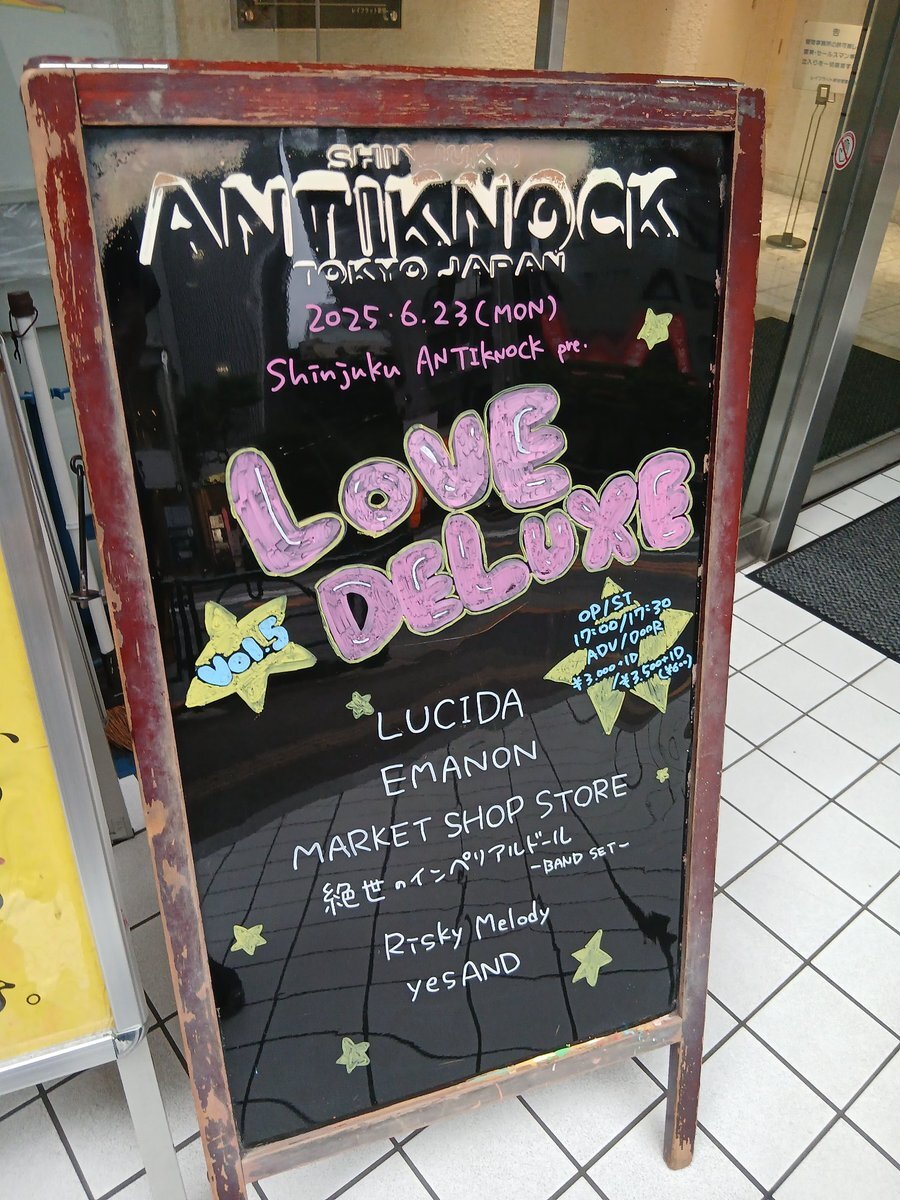 SHINJUKU
ANTIKNOCK
TOKYO JAPAN
2025.6.23(MON)
Shinjuku ANTIKNOCK pre.
LOVE
DELUXE
Vol.5
OP/ST
17:00/17:30
ADV/DOOR
¥3,000+1D
/¥3,500+1D
(¥600)
LUCIDA
EMANON
MARKET SHOP STORE
絶世のインペリアルドール
-BAND SET-
Risky Melody
yesAND